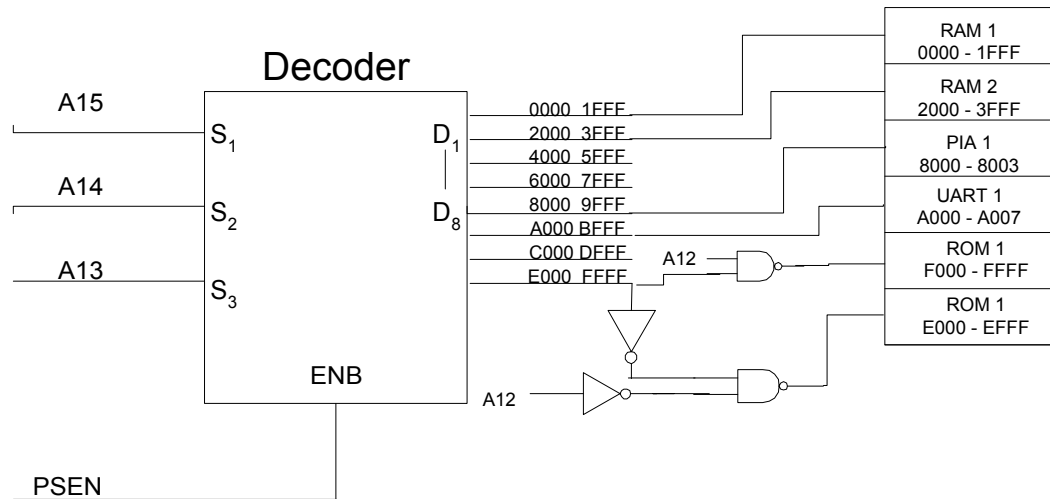 Decoder
A15
A14
A13
S1
S2
S3
D1
D8
ENB
PSEN
0000 1FFF
2000 3FFF
4000 5FFF
6000 7FFF
8000 9FFF
A000 BFFF
C000 DFFF
E000 FFFF
A12
A12
RAM 1
0000 - 1FFF
RAM 2
2000 - 3FFF
PIA 1
8000 - 8003
UART 1
A000 - A007
ROM 1
F000 - FFFF
ROM 1
E000 - EFFF